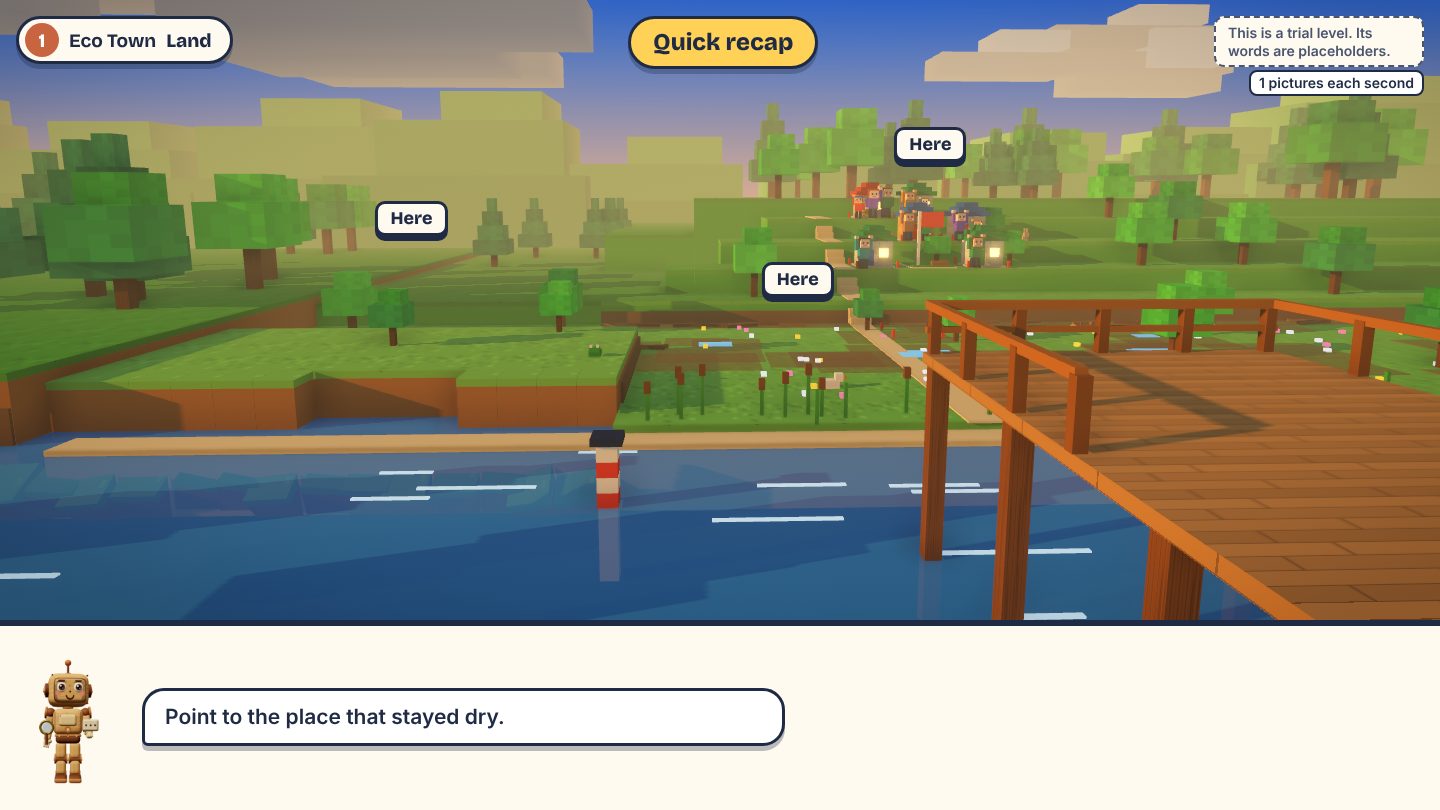 1 Eco Town Land
Quick recap
This is a trial level. Its
words are placeholders.
1 pictures each second
Here
Here
Here
Point to the place that stayed dry.